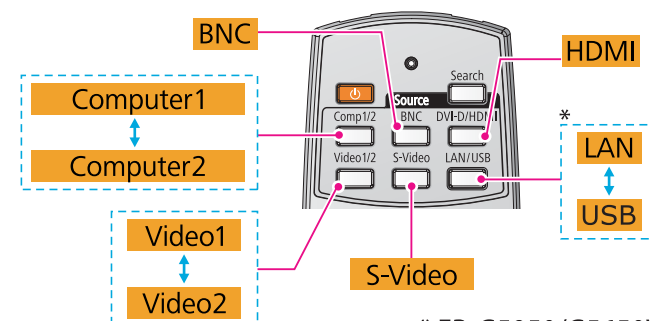 BNC
HDMI
Search
Source
Computer1
Computer2
Comp1/2
BNC
DVI-D/HDMI
*
LAN
USB
Video1/2
S-Video
LAN/USB
Video1
Video2
S-Video